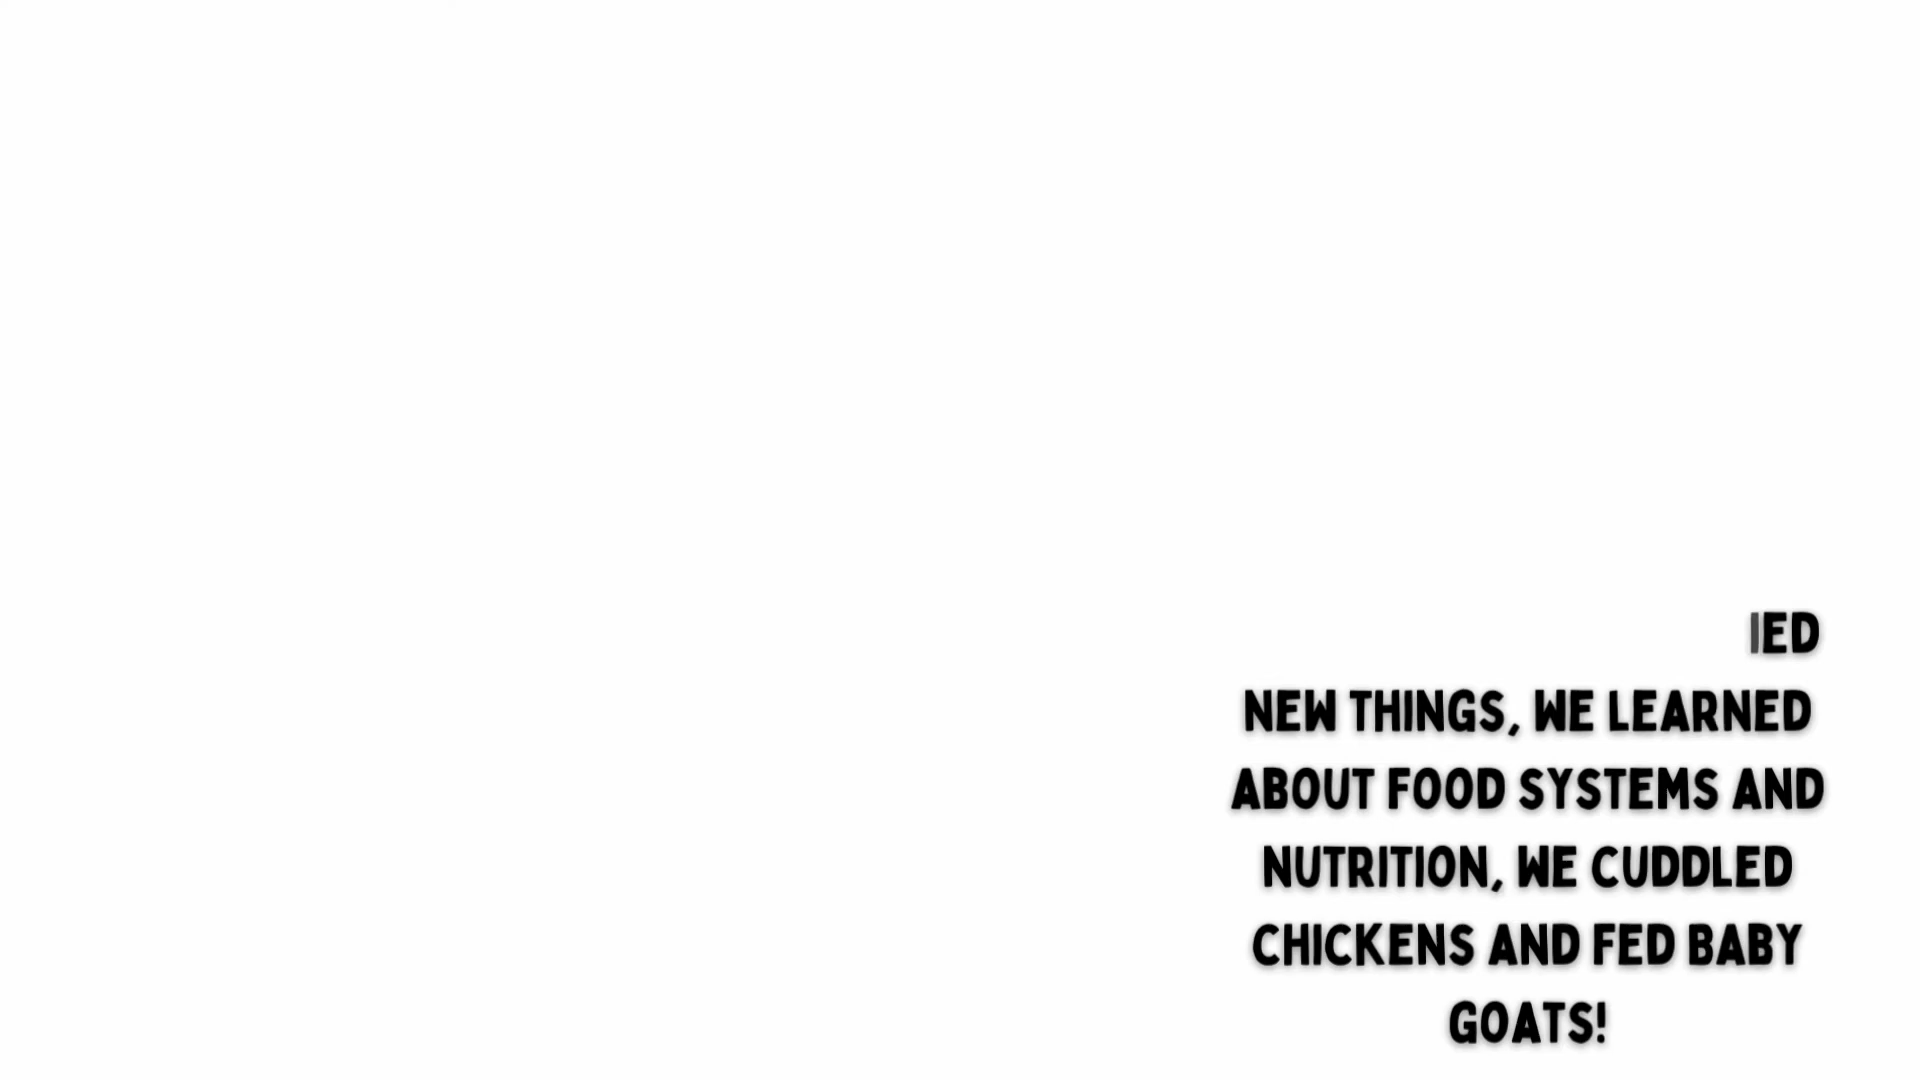 IED
NEW THINGS, WE LEARNED
ABOUT FOOD SYSTEMS AND
NUTRITION, WE CUDDLED
CHICKENS AND FED BABY
GOATS!